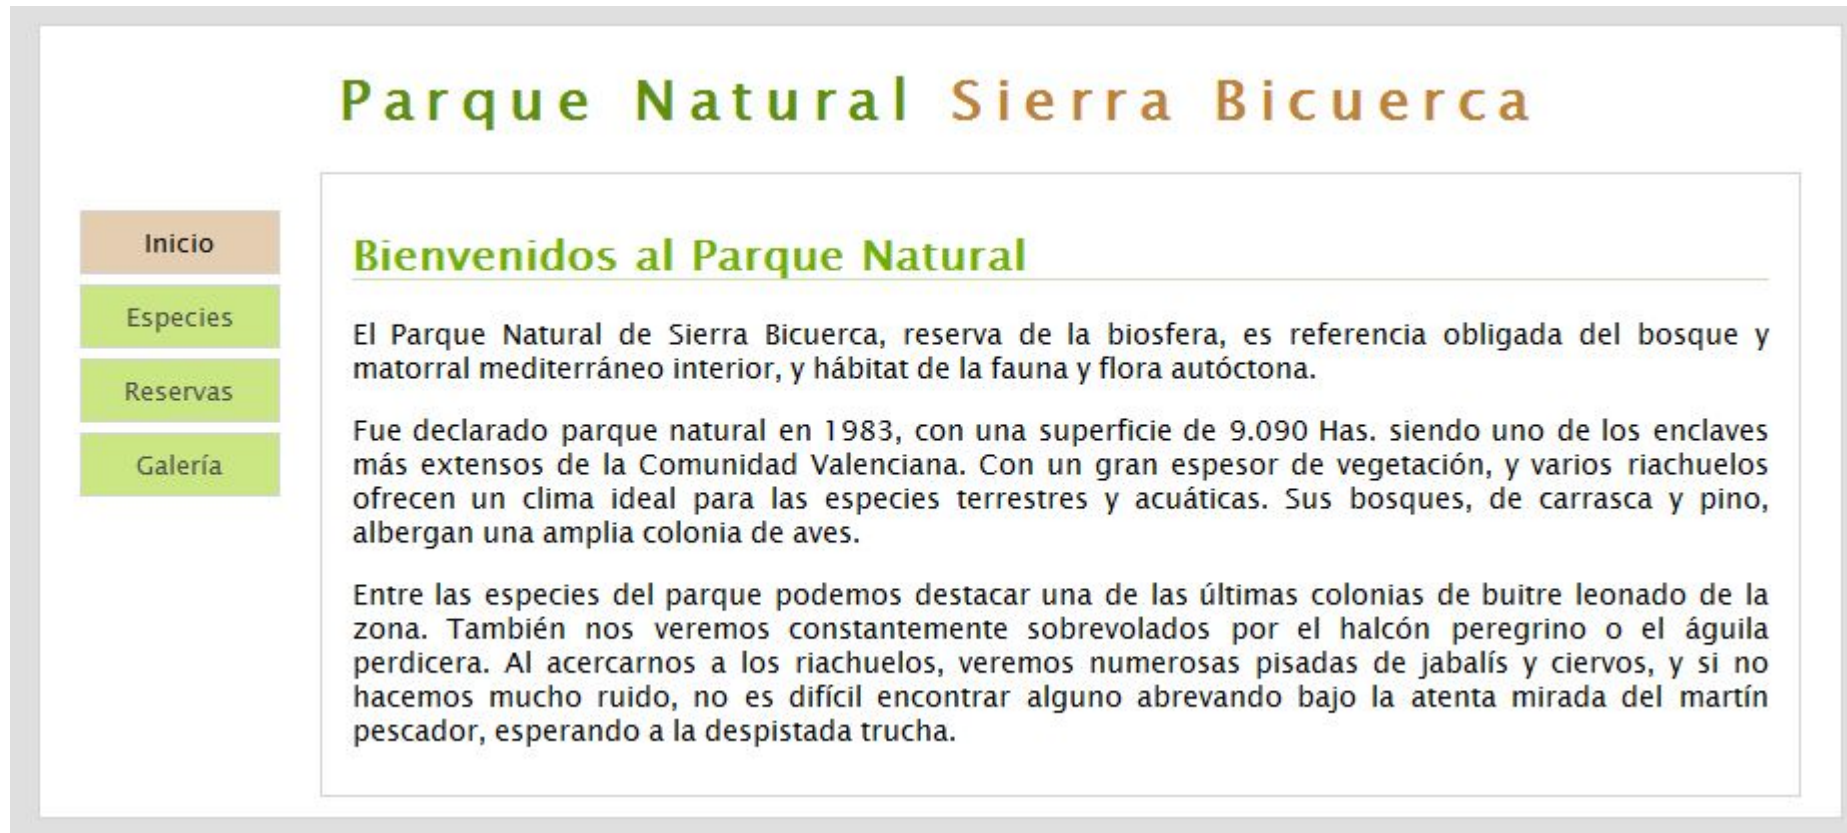 Parque Natural Sierra Bicuerca
Inicio
Especies
Reservas
Galería
Bienvenidos al Parque Natural
El Parque Natural de Sierra Bicuerca, reserva de la biosfera, es referencia obligada del bosque y
matorral mediterráneo interior, y hábitat de la fauna y flora autóctona.
Fue declarado parque natural en 1983, con una superficie de 9.090 Has. siendo uno de los enclaves
más extensos de la Comunidad Valenciana. Con un gran espesor de vegetación, y varios riachuelos
ofrecen un clima ideal para las especies terrestres y acuáticas. Sus bosques, de carrasca y pino,
albergan una amplia colonia de aves.
Entre las especies del parque podemos destacar una de las últimas colonias de buitre leonado de la
zona. También nos veremos constantemente sobrevolados por el halcón peregrino o el águila
perdicera. Al acercarnos a los riachuelos, veremos numerosas pisadas de jabalís y ciervos, y si no
hacemos mucho ruido, no es difícil encontrar alguno abrevando bajo la atenta mirada del martín
pescador, esperando a la despistada trucha.